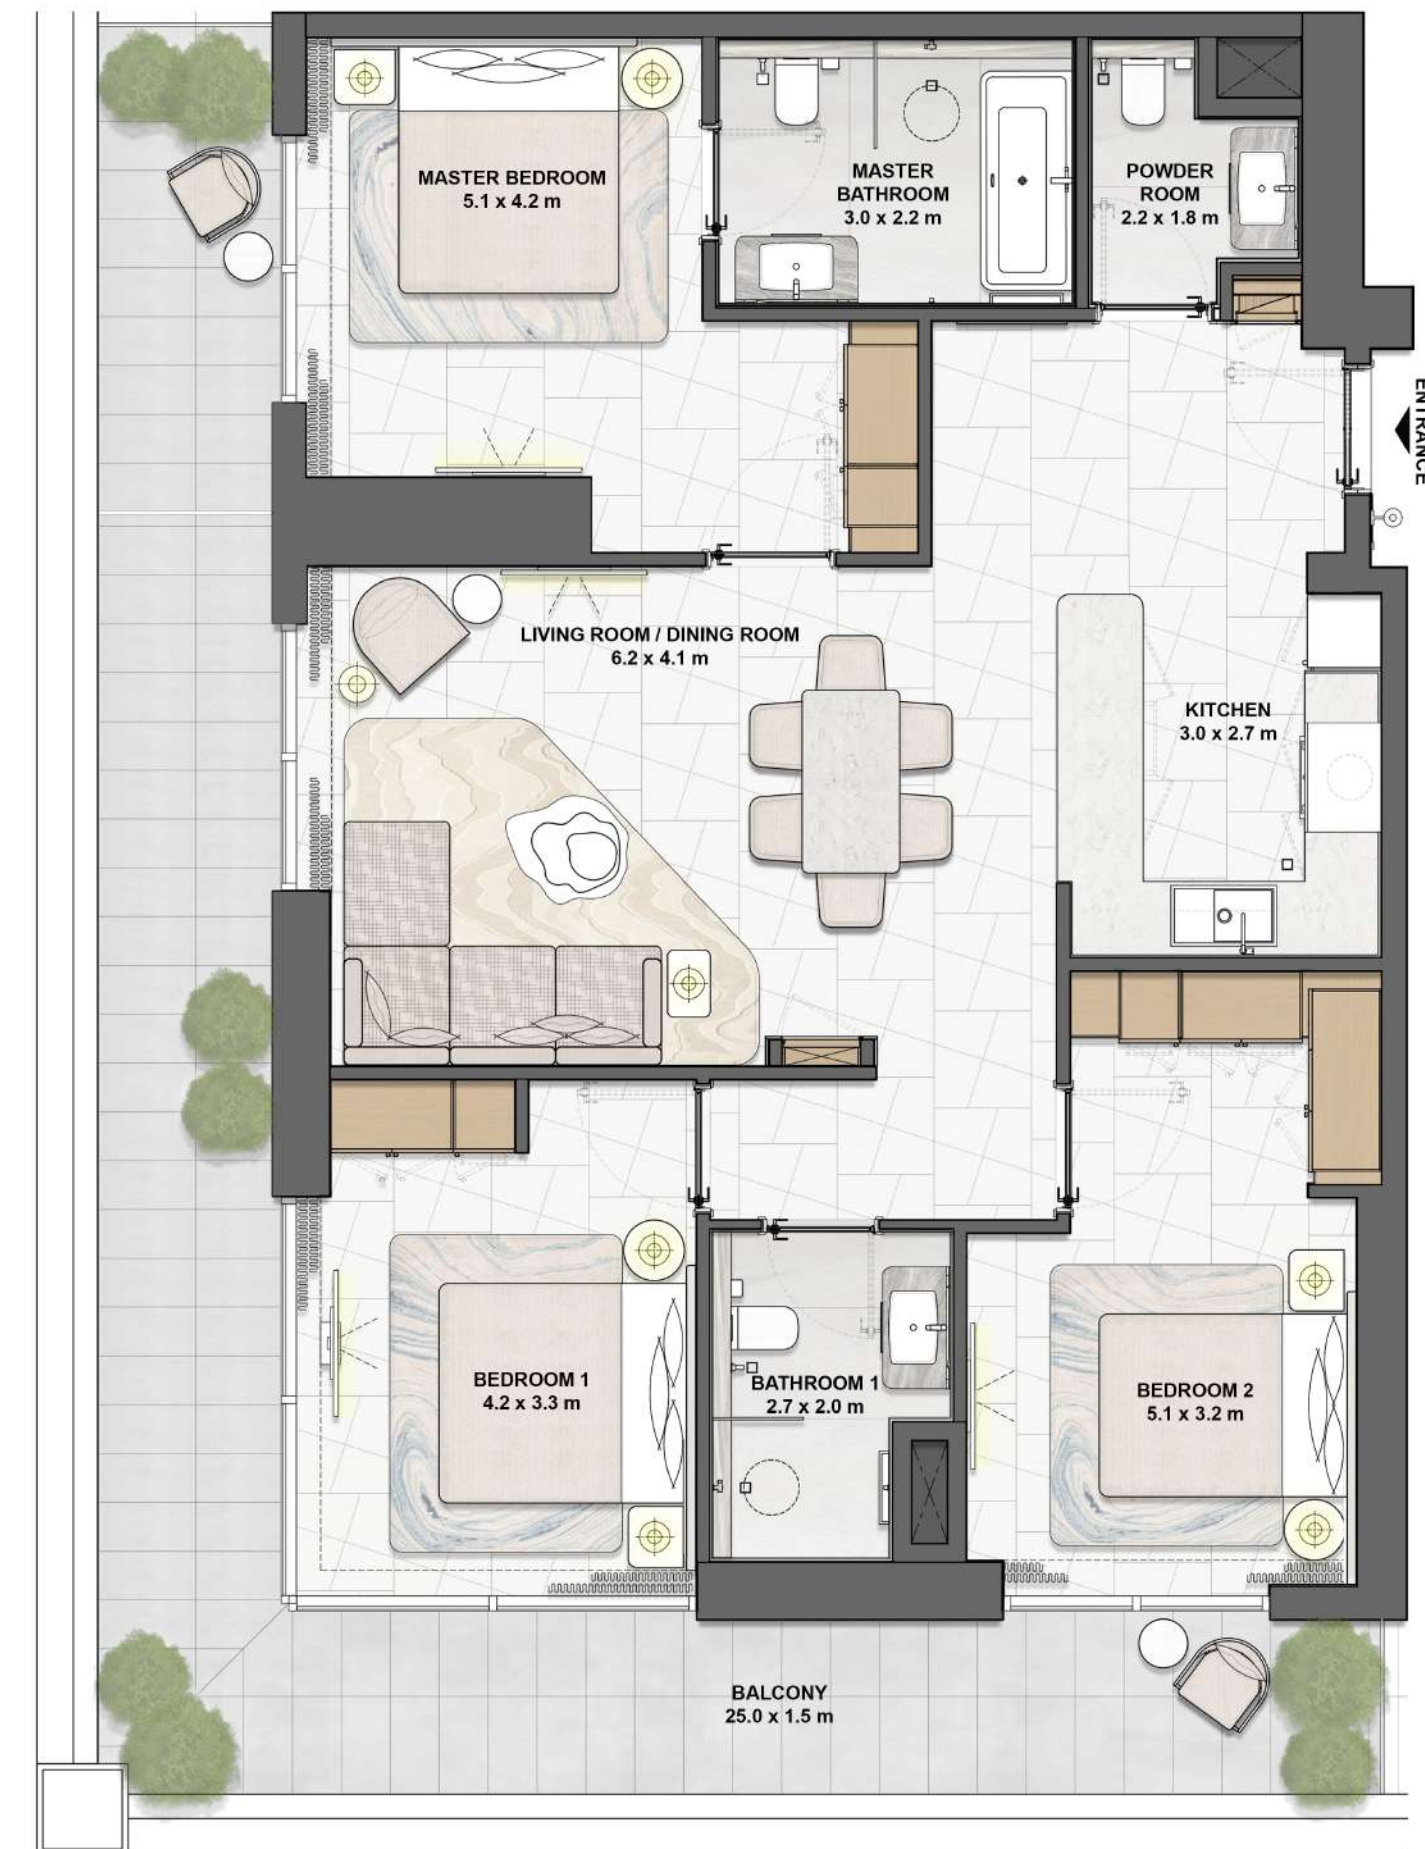 MASTER BEDROOM
5.1 x 4.2 m
MASTER
BATHROOM
3.0 x 2.2 m
POWDER
ROOM
2.2 x 1.8 m
ENTRANCE
LIVING ROOM / DINING ROOM
6.2 x 4.1 m
KITCHEN
3.0 x 2.7 m
BEDROOM 1
4.2 x 3.3 m
BATHROOM 1
2.7 x 2.0 m
BEDROOM 2
5.1 x 3.2 m
BALCONY
25.0 x 1.5 m